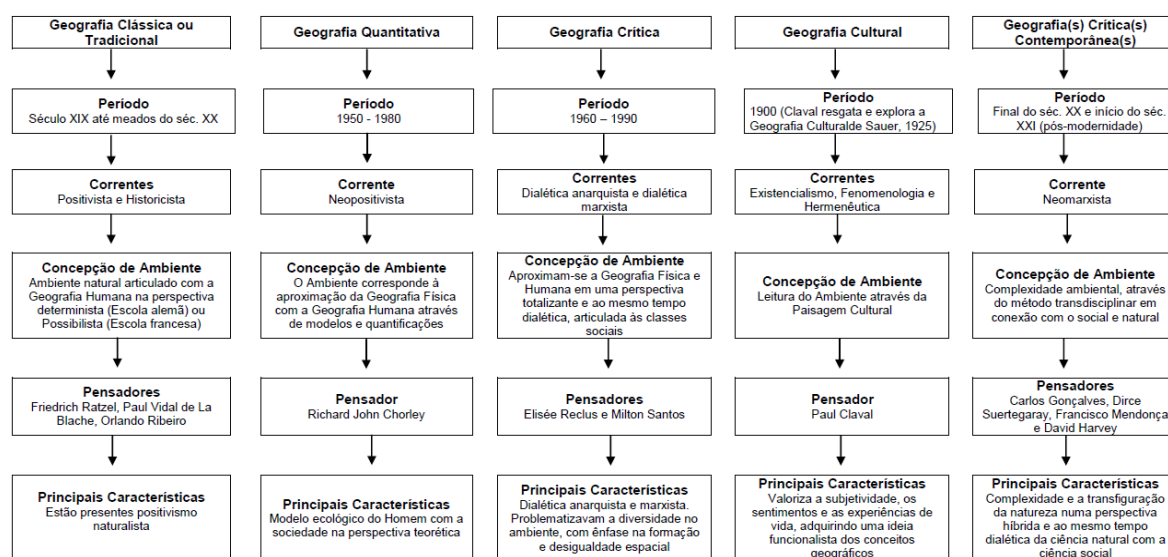 Geografia Clássica ou
Tradicional
Período
Século XIX até meados do séc. XX
Correntes
Positivista e Historicista
Concepção de Ambiente
Ambiente natural articulado com a
Geografia Humana na perspectiva
determinista (Escola alemã) ou
Possibilista (Escola francesa)
Pensadores
Friedrich Ratzel, Paul Vidal de La
Blache, Orlando Ribeiro
Principais Características
Estão presentes positivismo
naturalista
Geografia Quantitativa
Período
1950 - 1980
Corrente
Neopositivista
Concepção de Ambiente
O Ambiente corresponde à
aproximação da Geografia Física
com a Geografia Humana através
de modelos e quantificações
Pensador
Richard John Chorley
Principais Características
Modelo ecológico do Homem com a
sociedade na perspectiva teorética
Geografia Crítica
Período
1960 – 1990
Correntes
Dialética anarquista e dialética
marxista
Concepção de Ambiente
Aproximam-se a Geografia Física e
Humana em uma perspectiva
totalizante e ao mesmo tempo
dialética, articulada às classes
sociais
Pensadores
Elisée Reclus e Milton Santos
Principais Características
Dialética anarquista e marxista.
Problematizavam a diversidade no
ambiente, com ênfase na formação
e desigualdade espacial
Geografia Cultural
Período
1900 (Claval resgata e explora a
Geografia Culturalde Sauer, 1925)
Correntes
Existencialismo, Fenomenologia e
Hermenêutica
Concepção de Ambiente
Leitura do Ambiente através da
Paisagem Cultural
Pensador
Paul Claval
Principais Características
Valoriza a subjetividade, os
sentimentos e as experiências de
vida, adquirindo uma ideia
funcionalista dos conceitos
geográficos
Geografia(s) Crítica(s)
Contemporânea(s)
Período
Final do séc. XX e início do séc.
XXI (pós-modernidade)
Corrente
Neomarxista
Concepção de Ambiente
Complexidade ambiental, através
do método transdisciplinar em
conexão com o social e natural
Pensadores
Carlos Gonçalves, Dirce
Suertegaray, Francisco Mendonça
e David Harvey
Principais Características
Complexidade e a transfiguração
da natureza numa perspectiva
híbrida e ao mesmo tempo
dialética da ciência natural com a
ciência social